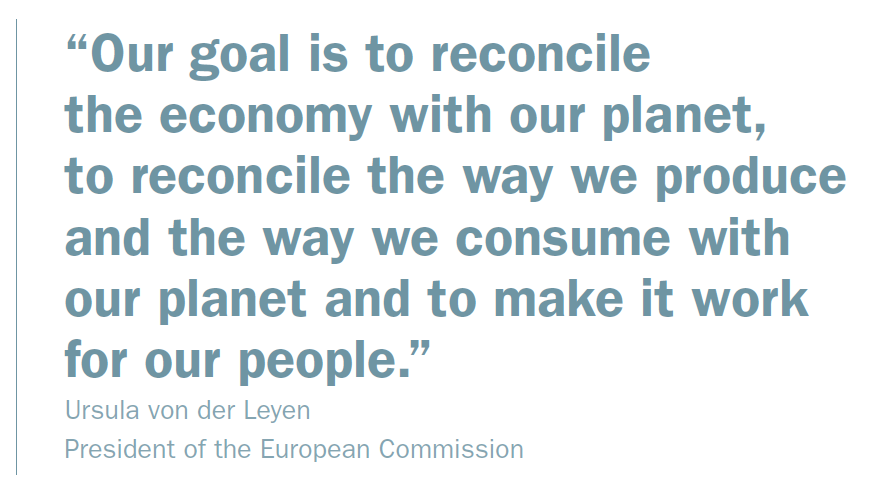 “Our goal is to reconcile
the economy with our planet,
to reconcile the way we produce
and the way we consume with
our planet and to make it work
for our people.”
Ursula von der Leyen
President of the European Commission